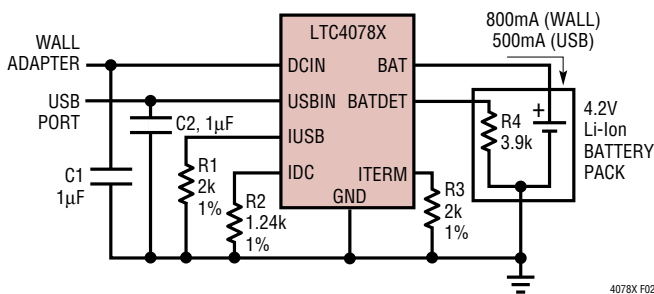 800mA (WALL)
500mA (USB)
LTC4078X
WALL
ADAPTER
DCIN
BAT
USB
PORT
USBIN
BATDET
C2, 1μF
IUSB
+
R4
3.9k
4.2V
Li-Ion
BATTERY
PACK
C1
1μF
R1
2k
1%
IDC
ITERM
GND
R2
1.24k
1%
R3
2k
1%
4078X F02